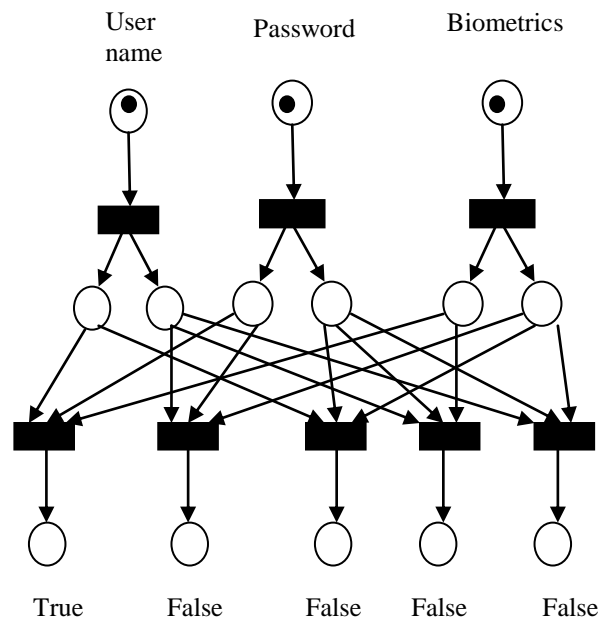 User
name
Password
Biometrics
True
False
False
False
False